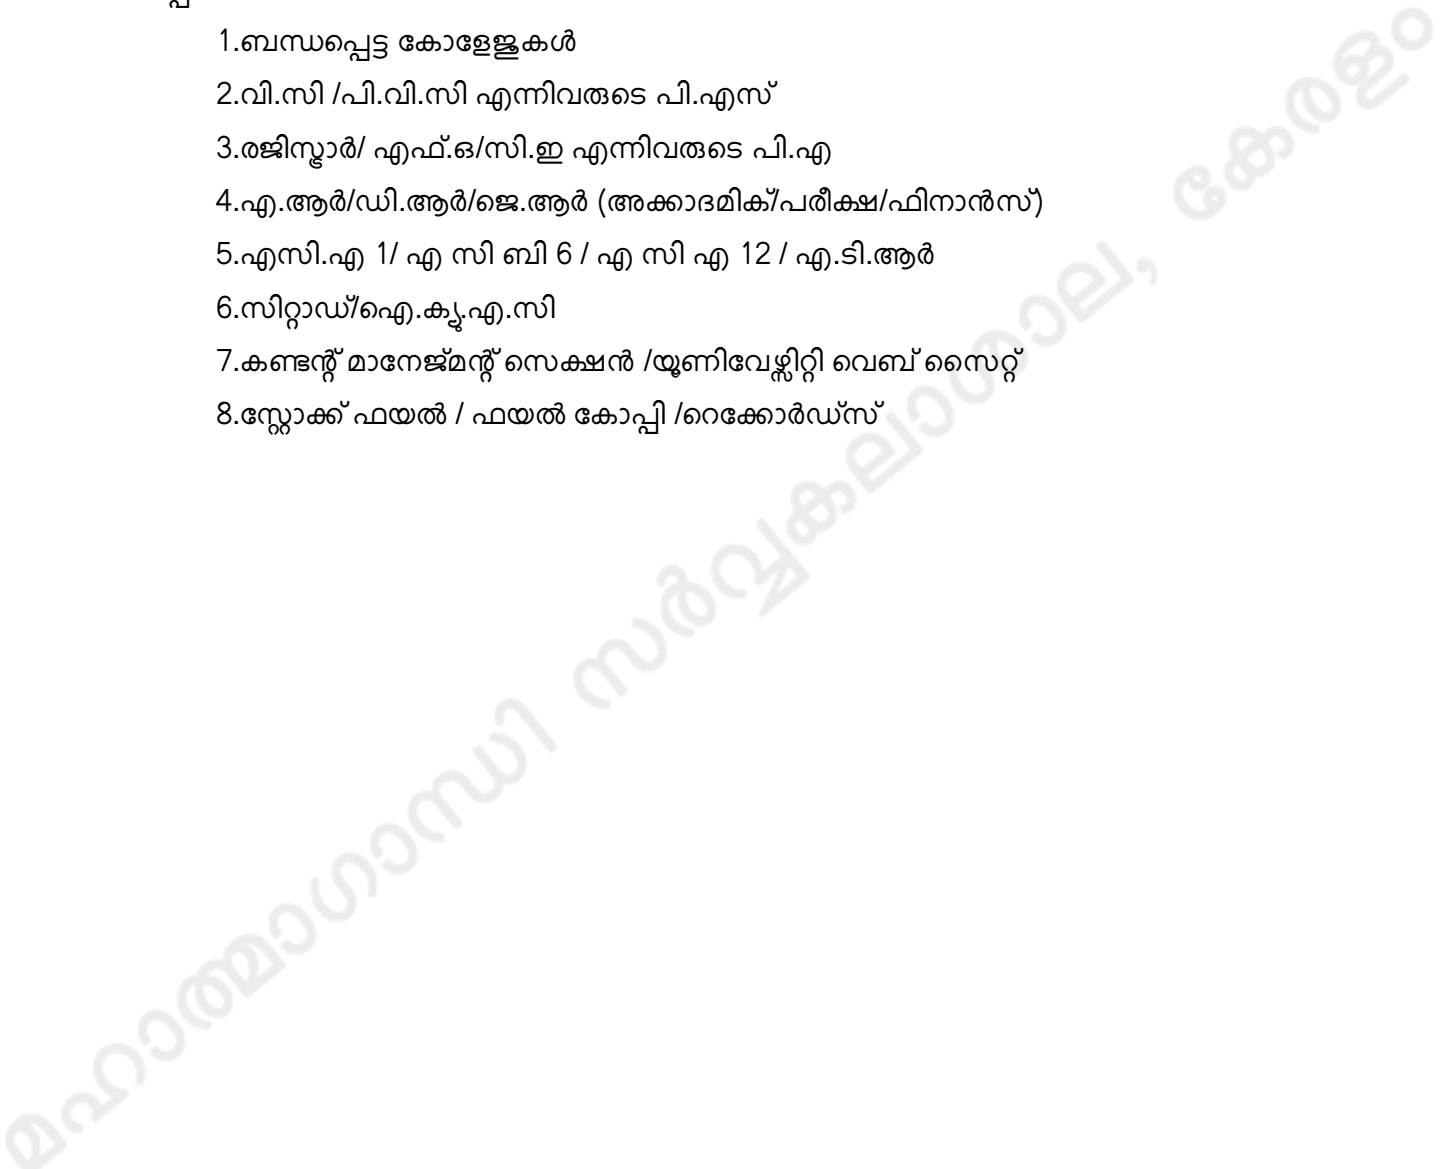 1.ബന്ധപ്പെട്ട കോളേജുകൾ
2.വി.സി /പി.വി.സി എന്നിവരുടെ പി.എസ്
3.രജിസ്ട്രാർ/ എഫ്.ഒ/സി.ഇ എന്നിവരുടെ പി.എ
4.എ.ആർ/ഡി.ആർ/ജെ.ആർ (അക്കാദമിക്/പരീക്ഷ/ഫിനാൻസ്)
5.എസി.എ 1/ എ സി ബി 6 / എ സി എ 12 / എ.ടി.ആർ
6.സിറ്റാഡ്/ഐ.ക്യു.എ.സി
7.കണ്ടന്റ് മാനേജ്മന്റ് സെക്ഷൻ /യൂണിവേഴ്സിറ്റി വെബ് സൈറ്റ്
8.സ്റ്റോക്ക് ഫയൽ / ഫയൽ കോപ്പി /റെക്കോർഡ്സ്
മഹാത്മാഗാന്ധി സർവ്വകലാശാല, കേരളം